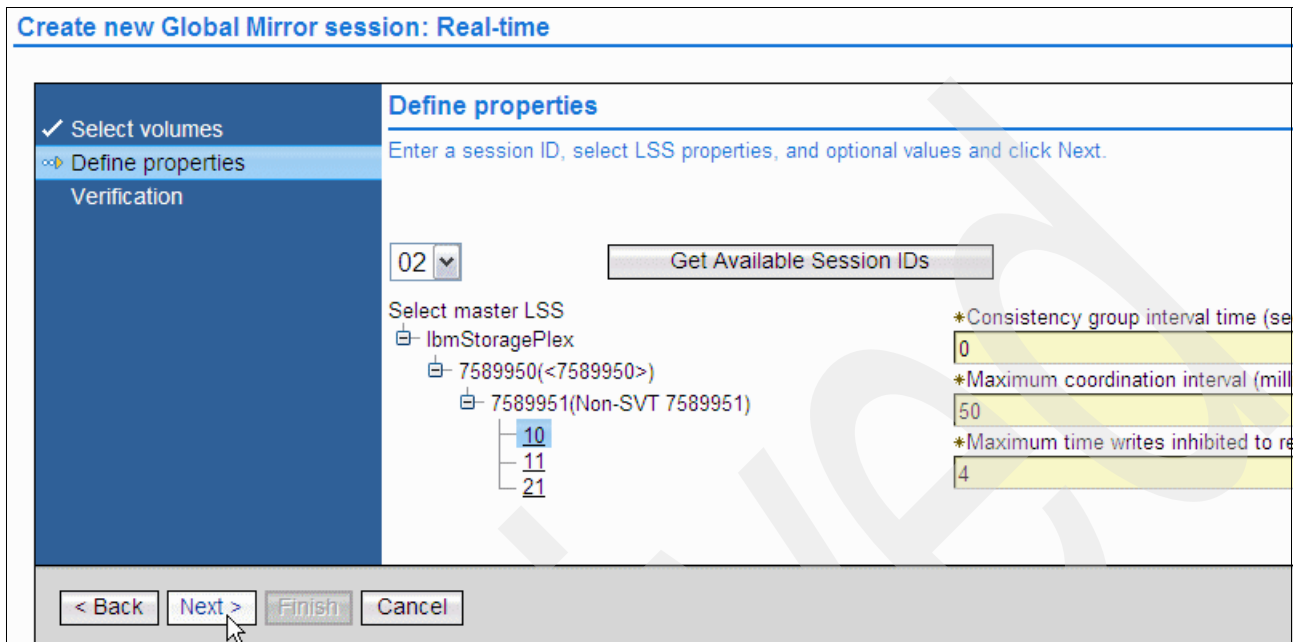 Create new Global Mirror session: Real-time
Select volumes
Define properties
Verification
Define properties
Enter a session ID, select LSS properties, and optional values and click Next.
02
Get Available Session IDs
Select master LSS
IbmStoragePlex
7589950(<7589950>)
7589951(Non-SVT 7589951)
10
11
21
*Consistency group interval time (se
0
*Maximum coordination interval (mill
50
*Maximum time writes inhibited to re
4
< Back
Next >
Finish
Cancel